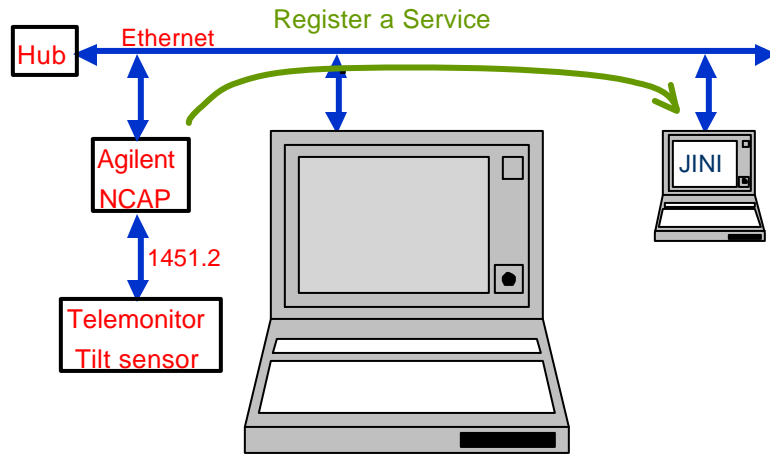 Register a Service
Ethernet
Hub
Agilent
NCAP
JINI
1451.2
Telemonitor
Tilt sensor